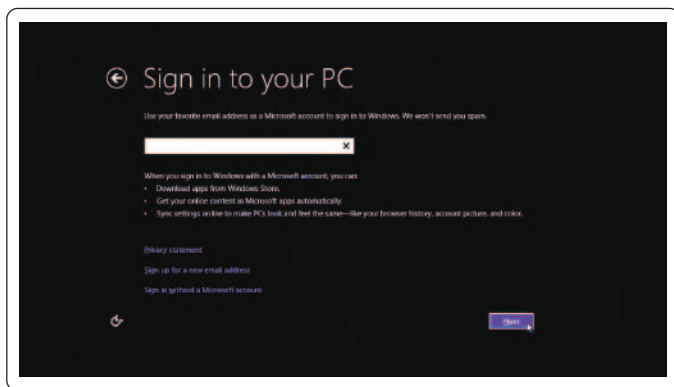 Sign in to your PC
Use your favorite email address as a Microsoft account to sign in to Windows. We won't send you spam.
When you sign in to Windows with a Microsoft account, you can:
• Download apps from Windows Store.
• Get your online content in Microsoft apps automatically.
• Sync settings online to make PCs look and feel the same—like your browser history, account picture, and color.
Privacy statement
Sign up for a new email address
Sign in without a Microsoft account
Next